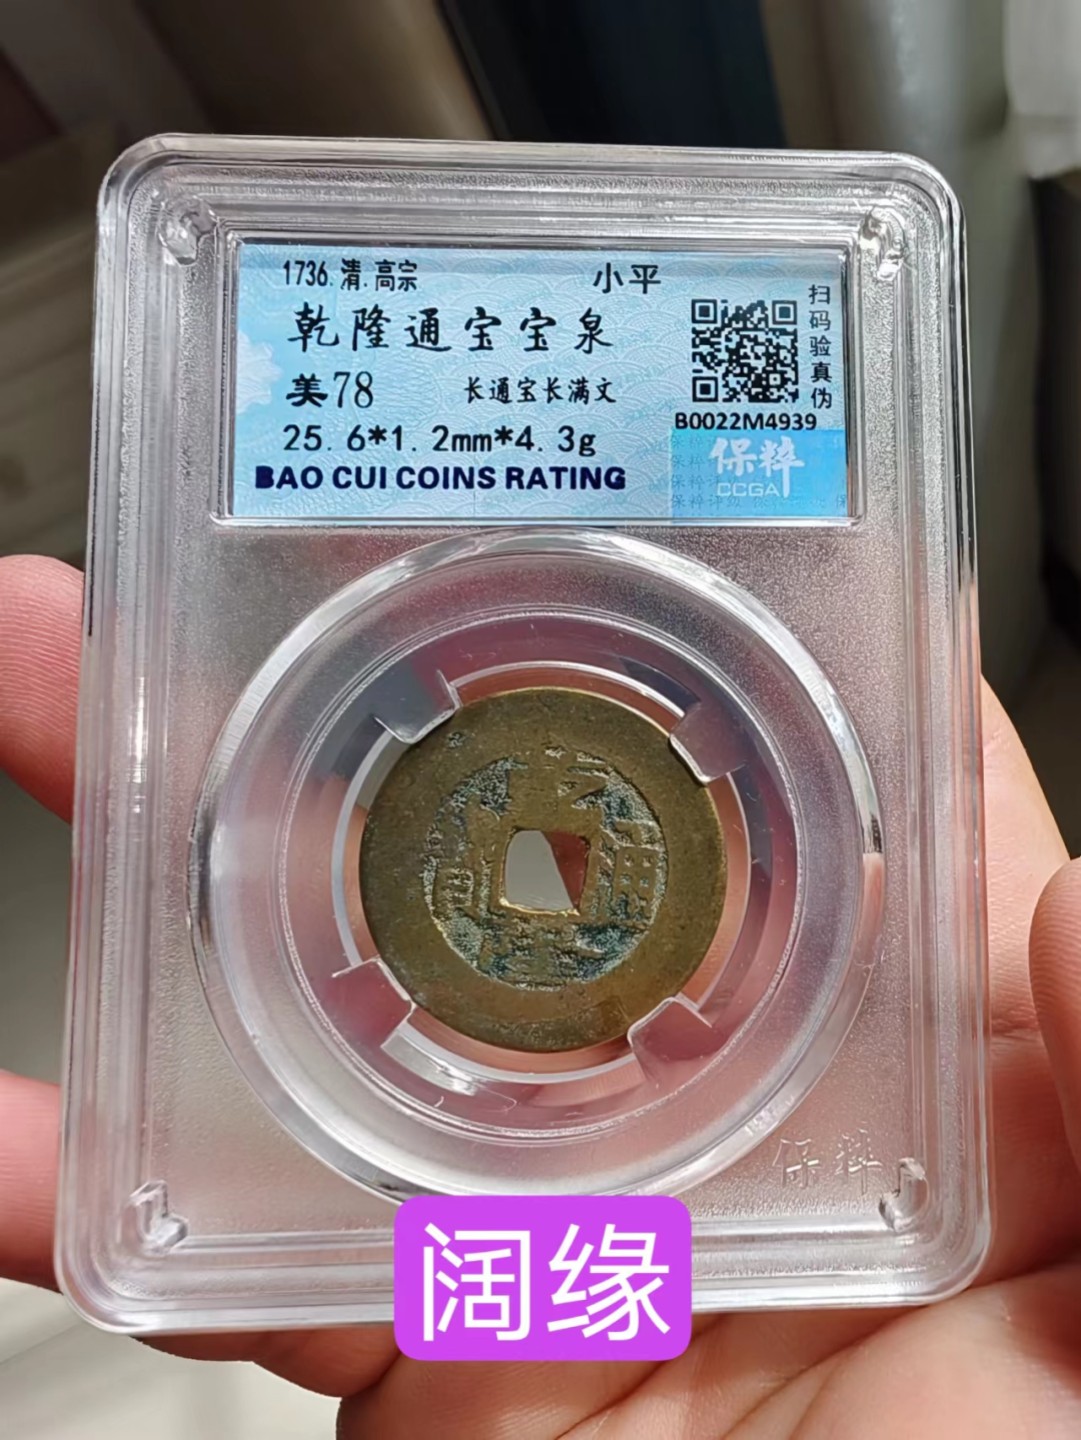 1736.清.高宗
小平
乾隆通宝宝泉
美78
长通宝长满文
25.6*1.2mm*4.3g
BAO CUI COINS RATING
扫码验真伪
B0022M4939
保粹
CCGA
通
隆
保粹
阔缘